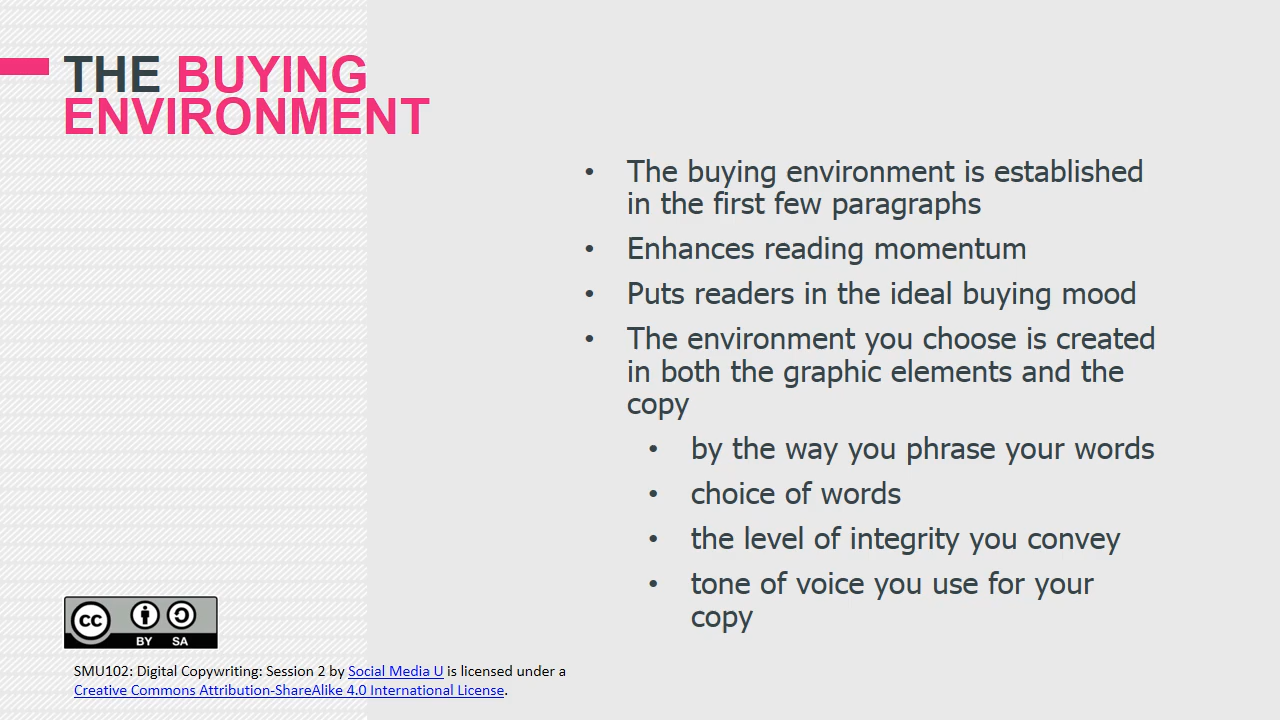 THE BUYING
ENVIRONMENT
• The buying environment is established
in the first few paragraphs
• Enhances reading momentum
• Puts readers in the ideal buying mood
• The environment you choose is created
in both the graphic elements and the
copy
• by the way you phrase your words
• choice of words
• the level of integrity you convey
• tone of voice you use for your
copy
cc
BY SA
SMU102: Digital Copywriting: Session 2 by Social Media U is licensed under a
Creative Commons Attribution-ShareAlike 4.0 International License.